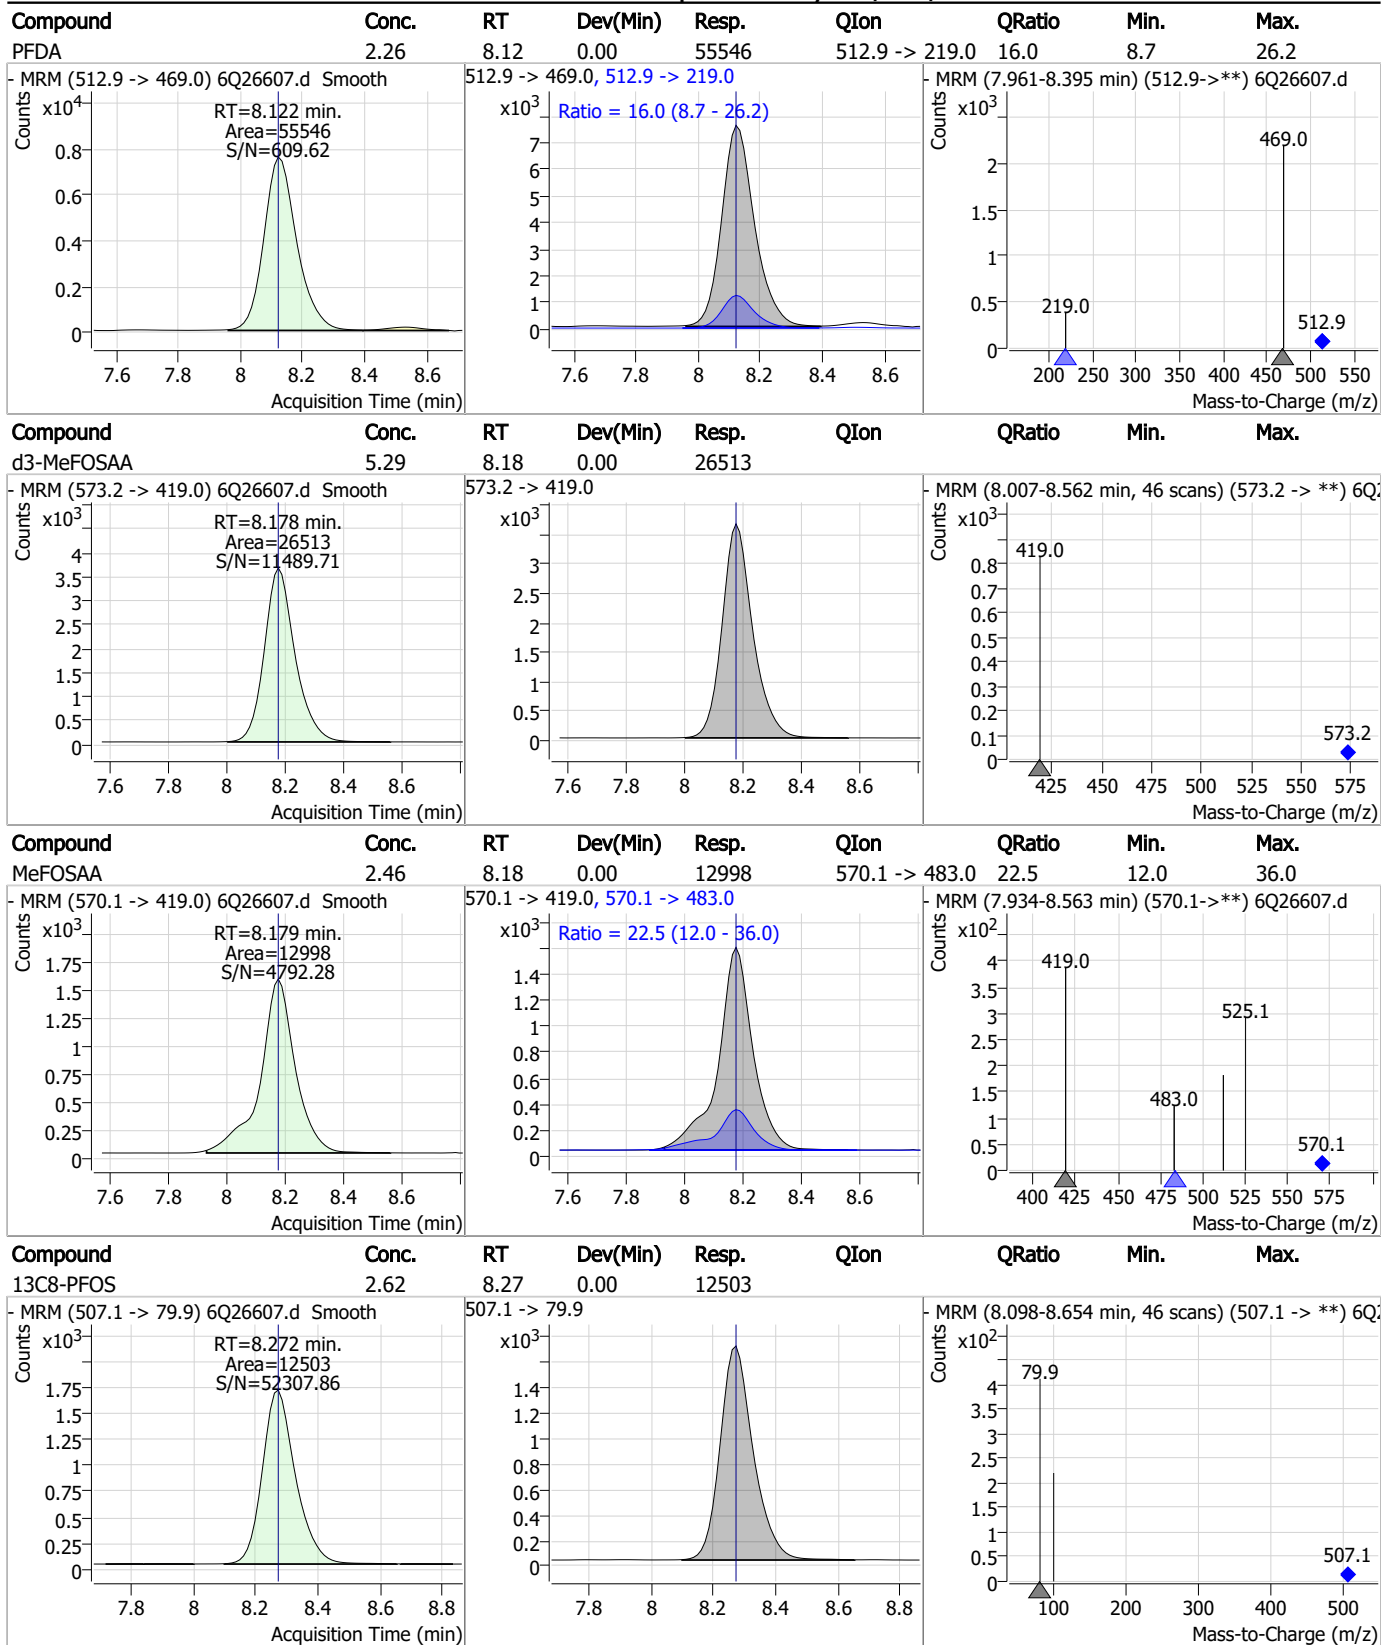 Compound Conc. RT Dev(Min) Resp. QIon QRatio Min. Max.
PFDA 2.26 8.12 0.00 55546 512.9 -> 219.0 16.0 8.7 26.2
- MRM (512.9 -> 469.0) 6Q26607.d Smooth
Counts
x10⁴
RT=8.122 min.
Area=55546
S/N=609.62
0.8
0.6
0.4
0.2
0
7.6 7.8 8 8.2 8.4 8.6
Acquisition Time (min)
512.9 -> 469.0, 512.9 -> 219.0
x10³
Ratio = 16.0 (8.7 - 26.2)
7
6
5
4
3
2
1
0
7.6 7.8 8 8.2 8.4 8.6
- MRM (7.961-8.395 min) (512.9->**) 6Q26607.d
Counts
x10³
469.0
2
1.5
1
0.5
0
219.0
512.9
200 250 300 350 400 450 500 550
Mass-to-Charge (m/z)
Compound Conc. RT Dev(Min) Resp. QIon QRatio Min. Max.
d3-MeFOSAA 5.29 8.18 0.00 26513
- MRM (573.2 -> 419.0) 6Q26607.d Smooth
Counts
x10³
RT=8.178 min.
Area=26513
S/N=11489.71
4
3.5
3
2.5
2
1.5
1
0.5
0
7.6 7.8 8 8.2 8.4 8.6
Acquisition Time (min)
573.2 -> 419.0
x10³
3
2.5
2
1.5
1
0.5
0
7.6 7.8 8 8.2 8.4 8.6
- MRM (8.007-8.562 min, 46 scans) (573.2 -> **) 6Q2
Counts
x10³
419.0
0.8
0.7
0.6
0.5
0.4
0.3
0.2
0.1
0
573.2
425 450 475 500 525 550 575
Mass-to-Charge (m/z)
Compound Conc. RT Dev(Min) Resp. QIon QRatio Min. Max.
MeFOSAA 2.46 8.18 0.00 12998 570.1 -> 483.0 22.5 12.0 36.0
- MRM (570.1 -> 419.0) 6Q26607.d Smooth
Counts
x10³
RT=8.179 min.
Area=12998
S/N=4792.28
1.75
1.5
1.25
1
0.75
0.5
0.25
0
7.6 7.8 8 8.2 8.4 8.6
Acquisition Time (min)
570.1 -> 419.0, 570.1 -> 483.0
x10³
Ratio = 22.5 (12.0 - 36.0)
1.4
1.2
1
0.8
0.6
0.4
0.2
0
7.6 7.8 8 8.2 8.4 8.6
- MRM (7.934-8.563 min) (570.1->**) 6Q26607.d
Counts
x10²
419.0
4
3.5
3
2.5
2
1.5
1
0.5
0
525.1
483.0
570.1
400 425 450 475 500 525 550 575
Mass-to-Charge (m/z)
Compound Conc. RT Dev(Min) Resp. QIon QRatio Min. Max.
13C8-PFOS 2.62 8.27 0.00 12503
- MRM (507.1 -> 79.9) 6Q26607.d Smooth
Counts
x10³
RT=8.272 min.
Area=12503
S/N=52307.86
1.75
1.5
1.25
1
0.75
0.5
0.25
0
7.8 8 8.2 8.4 8.6 8.8
Acquisition Time (min)
507.1 -> 79.9
x10³
1.4
1.2
1
0.8
0.6
0.4
0.2
0
7.8 8 8.2 8.4 8.6 8.8
- MRM (8.098-8.654 min, 46 scans) (507.1 -> **) 6Q2
Counts
x10²
79.9
4
3.5
3
2.5
2
1.5
1
0.5
0
507.1
100 200 300 400 500
Mass-to-Charge (m/z)